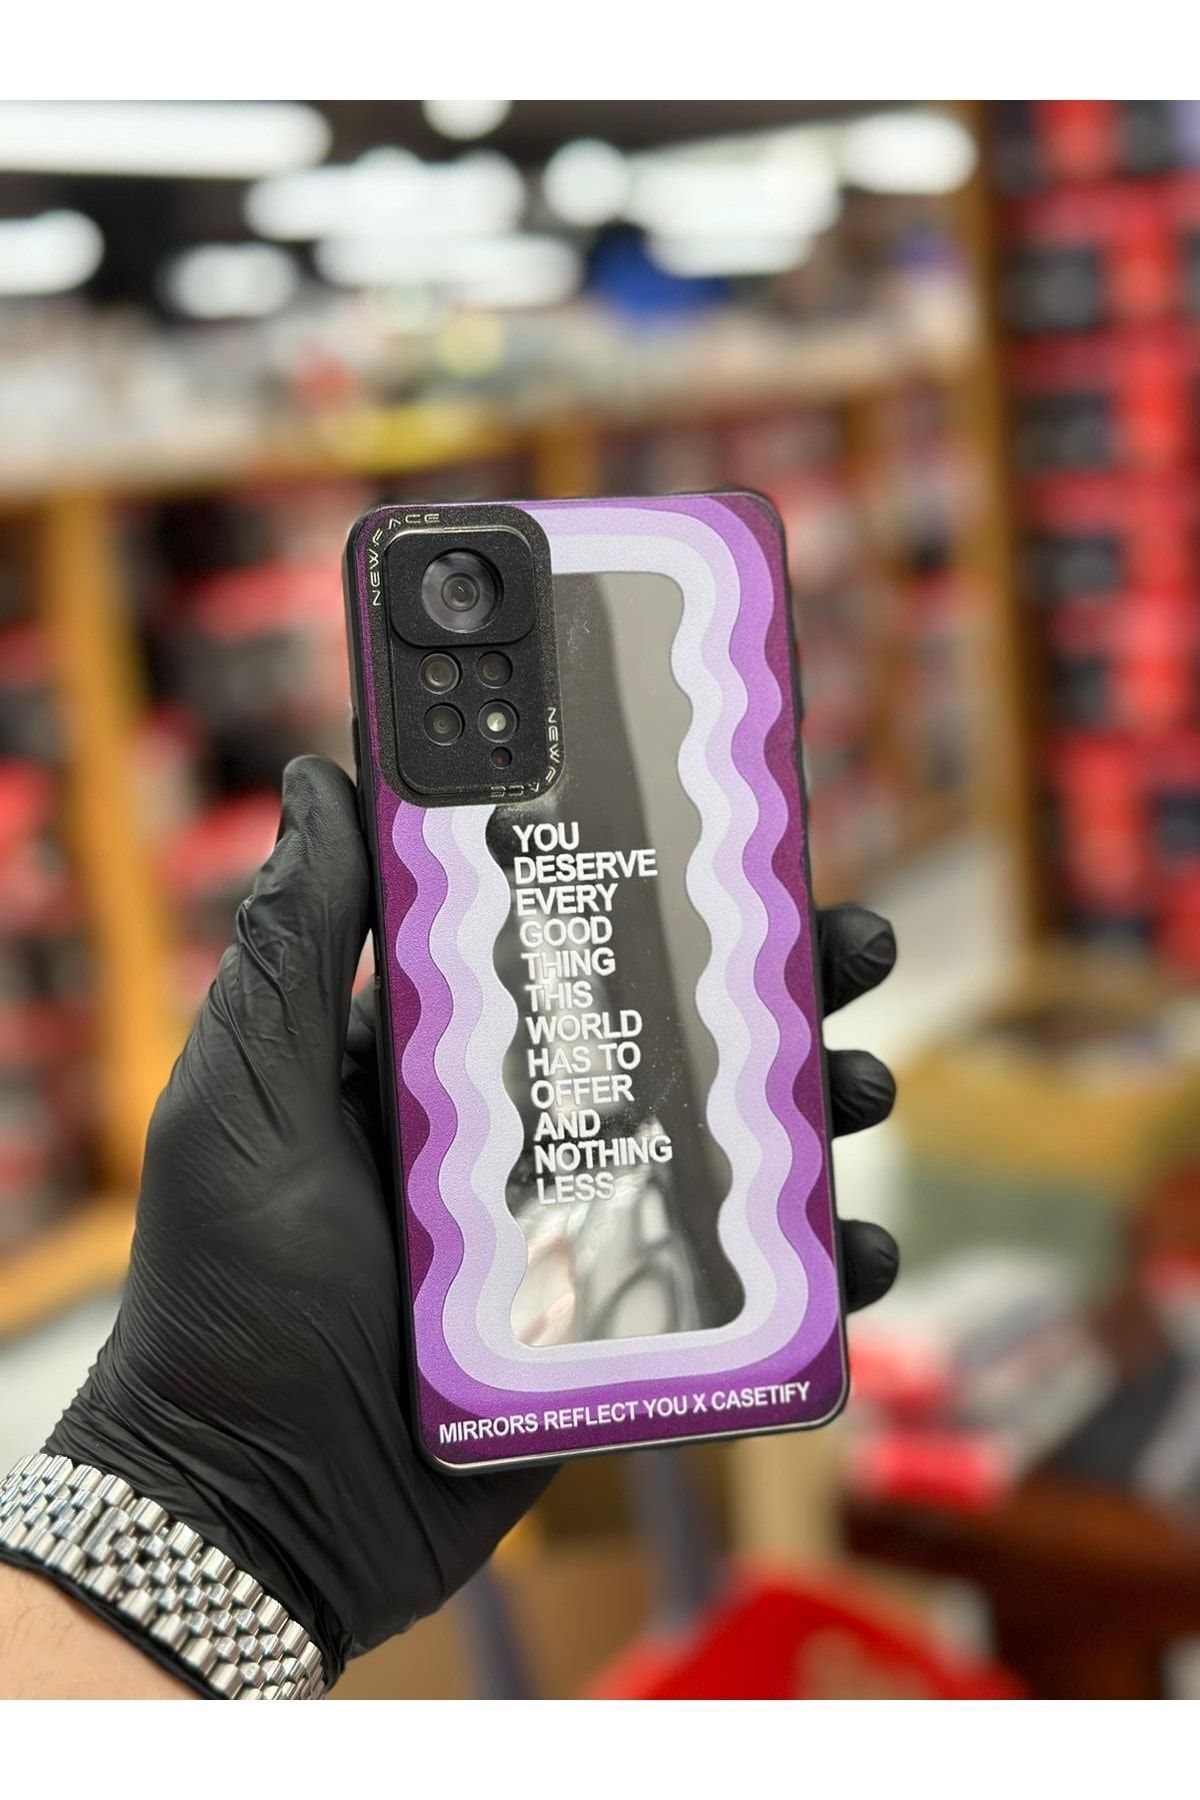 NEWFACE
NEWFACE
YOU
DESERVE
EVERY
GOOD
THING
THIS
WORLD
HAS TO
OFFER
AND
NOTHING
LESS
MIRRORS REFLECT YOU X CASETIFY